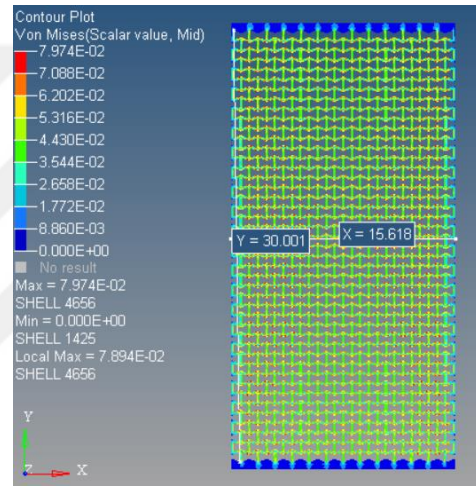 Contour Plot
Von Mises(Scalar value, Mid)
7.974E-02
7.088E-02
6.202E-02
5.316E-02
4.430E-02
3.544E-02
2.658E-02
1.772E-02
8.860E-03
0.000E+00
No result
Max = 7.974E-02
SHELL 4656
Min = 0.000E+00
SHELL 1425
Local Max = 7.894E-02
SHELL 4656
Y = 30.001
X = 15.618
Y
Z
X